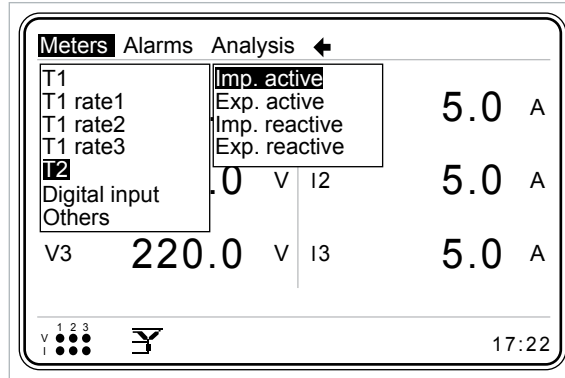 Meters Alarms Analysis
T1
T1 rate1
T1 rate2
T1 rate3
T2
Digital input
Others
Imp. active
Exp. active
Imp. reactive
Exp. reactive
5.0 A
.0 V I2 5.0 A
V3 220.0 V I3 5.0 A
1 2 3
V
I
17:22